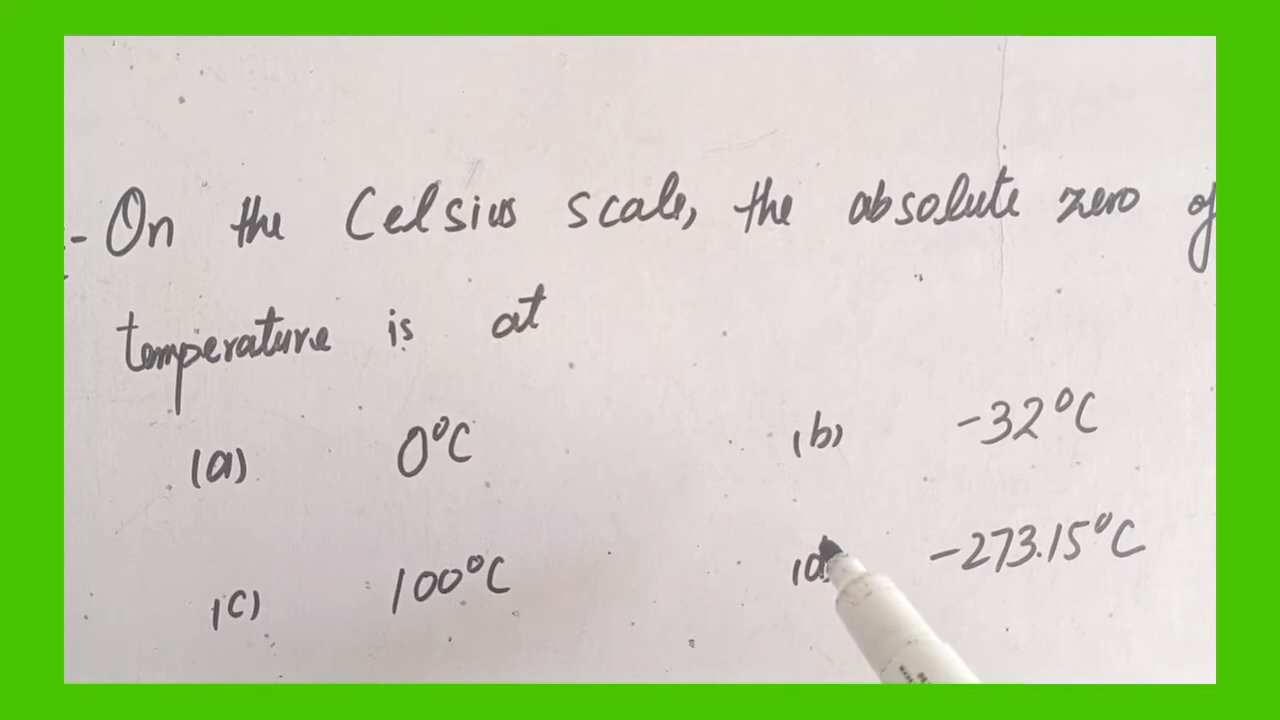 - On the Celsius scale, the absolute zero of
temperature is at
(a) 0°C (b) -32°C
(c) 100°C (d) -273.15°C